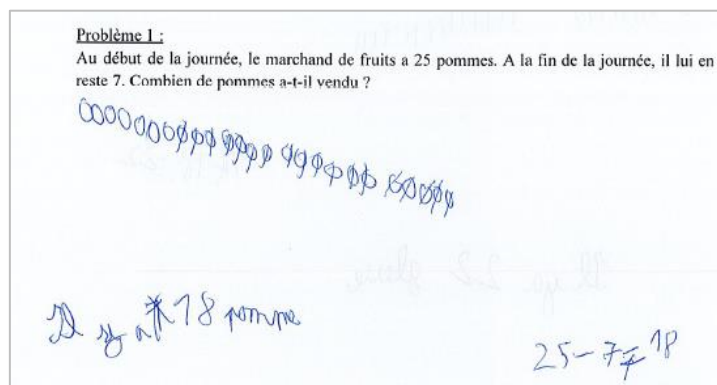 Problème 1 :
Au début de la journée, le marchand de fruits a 25 pommes. A la fin de la journée, il lui en
reste 7. Combien de pommes a-t-il vendu ?
Il y a 18 pomme
25-7=18